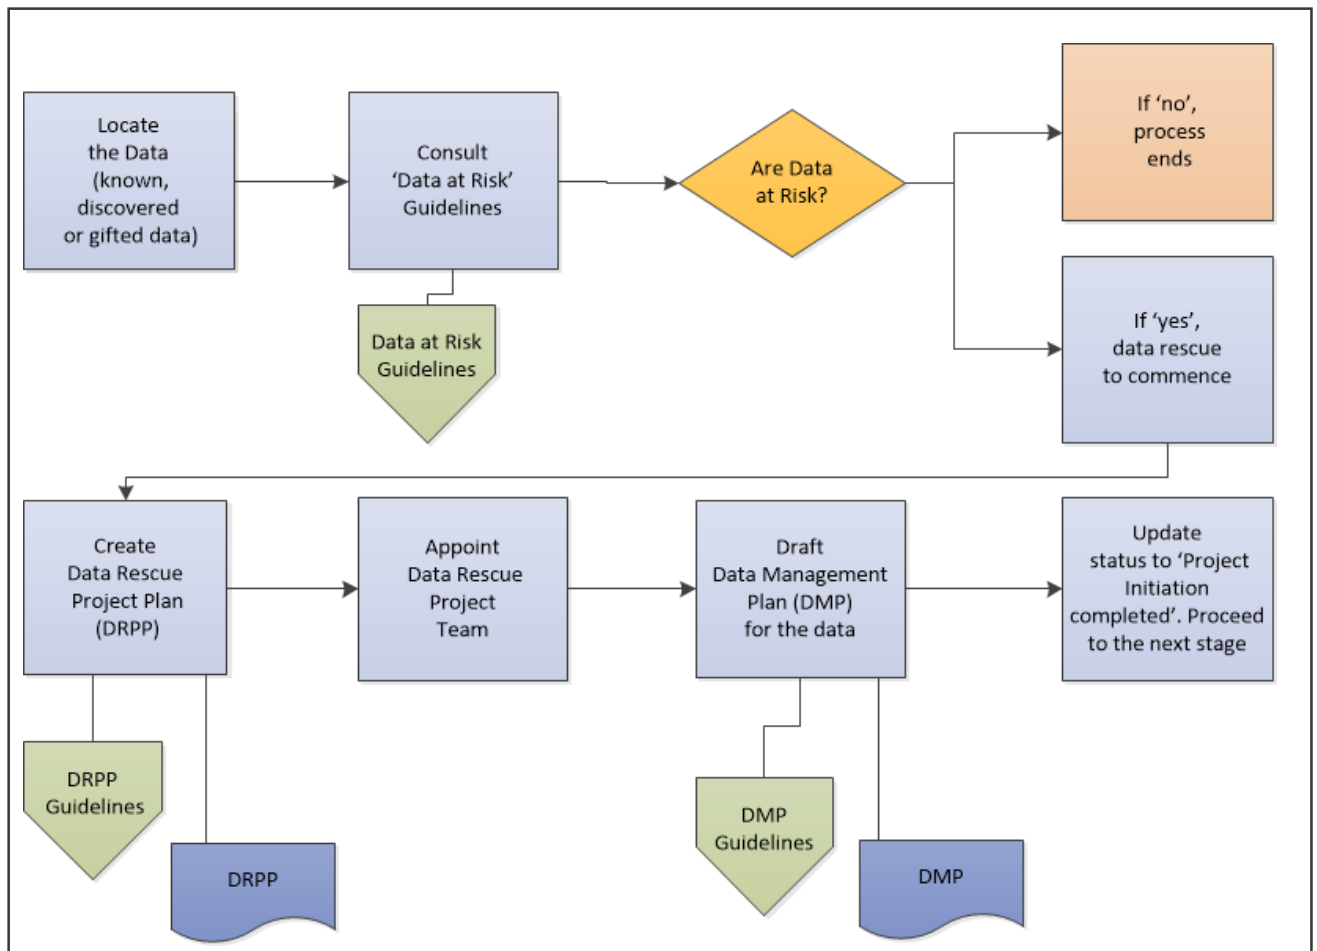 Locate
the Data
(known,
discovered
or gifted data)
Consult
‘Data at Risk’
Guidelines
Are Data
at Risk?
If ‘no’,
process
ends
Data at Risk
Guidelines
If ‘yes’,
data rescue
to commence
Create
Data Rescue
Project Plan
(DRPP)
Appoint
Data Rescue
Project
Team
Draft
Data Management
Plan (DMP)
for the data
Update
status to ‘Project
Initiation
completed’. Proceed
to the next stage
DRPP
Guidelines
DRPP
DMP
Guidelines
DMP